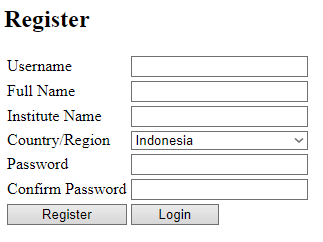 Register
Username
Full Name
Institute Name
Country/Region Indonesia
Password
Confirm Password
Register Login